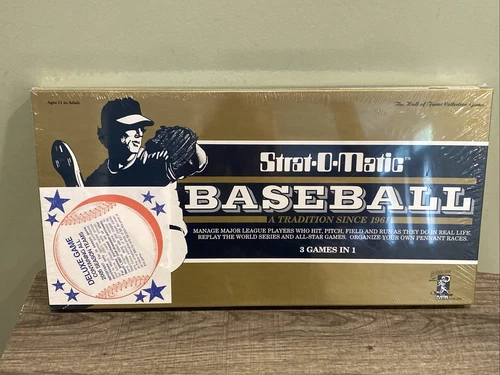 Ages 11 to Adult
The Hall of Fame Collectors Game
Strat-O-Matic™
BASEBALL
A TRADITION SINCE 1961
MANAGE MAJOR LEAGUE PLAYERS WHO HIT, PITCH, FIELD AND RUN AS THEY DO IN REAL LIFE.
REPLAY THE WORLD SERIES AND ALL-STAR GAMES. ORGANIZE YOUR OWN PENNANT RACES.
3 GAMES IN 1
DELUXE GAME